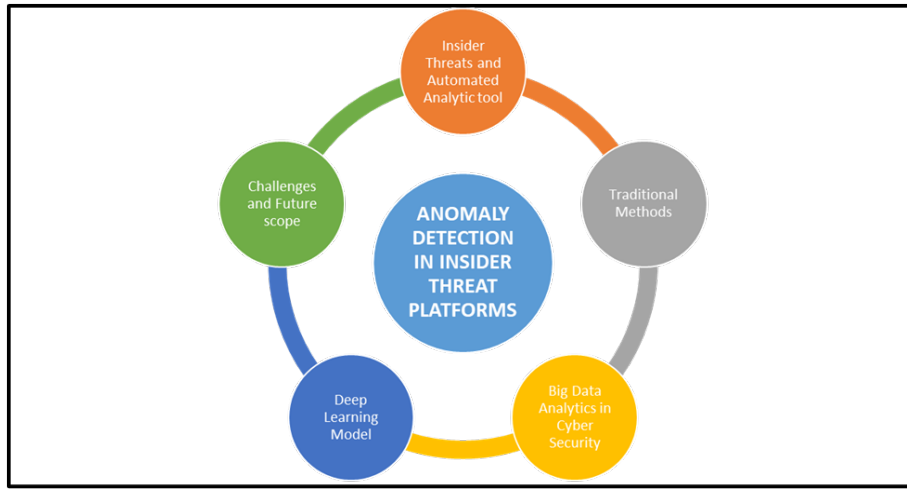 Insider
Threats and
Automated
Analytic tool
Traditional
Methods
Big Data
Analytics in
Cyber
Security
Deep
Learning
Model
Challenges
and Future
scope
ANOMALY
DETECTION
IN INSIDER
THREAT
PLATFORMS